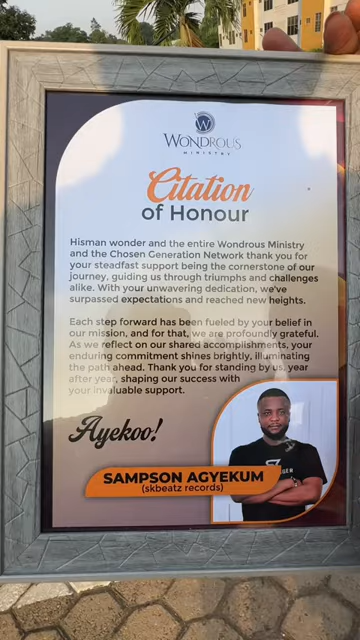 W
WONDROUS
MINISTRY
Citation
of Honour
Hisman wonder and the entire Wondrous Ministry
and the Chosen Generation Network thank you for
your steadfast support being the cornerstone of our
journey, guiding us through triumphs and challenges
alike. With your unwavering dedication, we've
surpassed expectations and reached new heights.
Each step forward has been fueled by your belief in
our mission, and for that, we are profoundly grateful.
As we reflect on our shared accomplishments, your
enduring commitment shines brightly, illuminating
the path ahead. Thank you for standing by us, year
after year, shaping our success with
your invaluable support.
Ayekoo!
SAMPSON AGYEKUM
(skbeatz records)